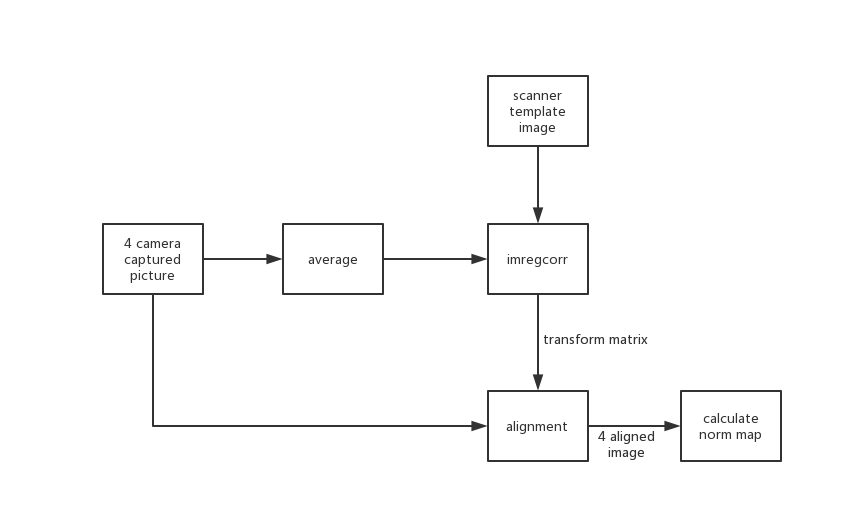 scanner
template
image
4 camera
captured
picture
average
imregcorr
transform matrix
alignment
4 aligned
image
calculate
norm map